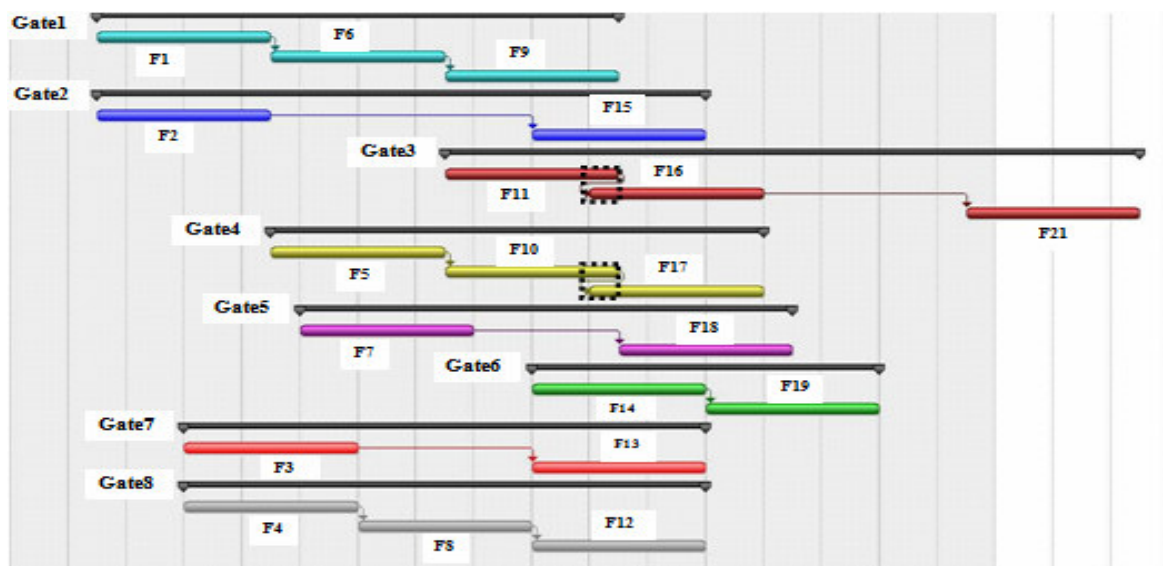 Gate1
F6
F1
F9
Gate2
F15
F2
Gate3
F16
F11
F21
Gate4
F10
F17
F5
Gate5
F18
F7
Gate6
F19
F14
Gate7
F13
F3
Gate8
F12
F4
F8